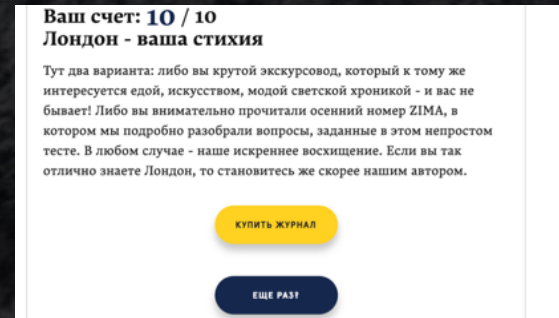 Ваш счет: 10 / 10
Лондон - ваша стихия
Тут два варианта: либо вы крутой экскурсовод, который к тому же
интересуется едой, искусством, модой светской хроникой - и вас не
бывает! Либо вы внимательно прочитали осенний номер ZIMA, в
котором мы подробно разобрали вопросы, заданные в этом непростом
тесте. В любом случае - наше искреннее восхищение. Если вы так
отлично знаете Лондон, то становитесь же скорее нашим автором.
КУПИТЬ ЖУРНАЛ
ЕЩЕ РАЗ?